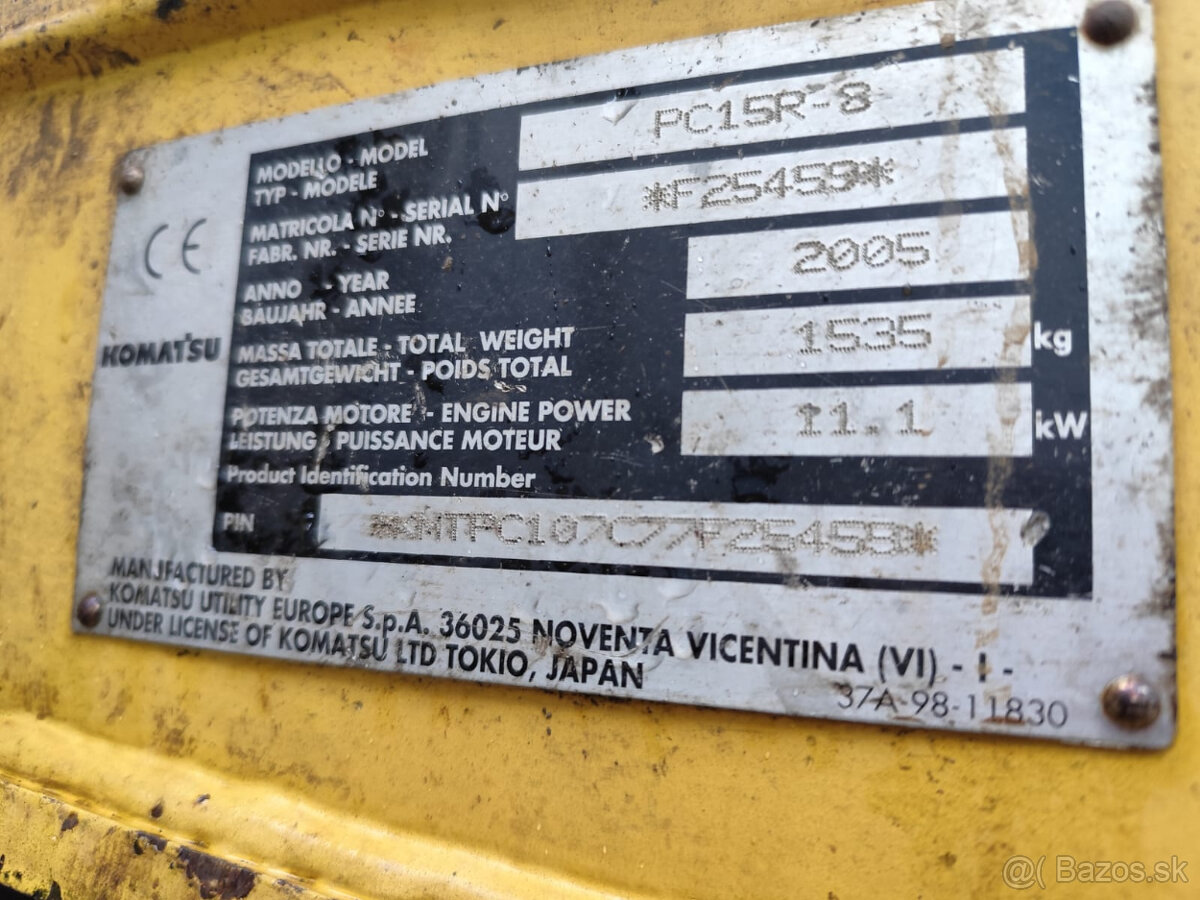 MODELLO - MODEL
TYP - MODELE
PC15R-8
MATRICOLA N° - SERIAL N°
FABR. NR. - SERIE NR.
*F25459*
CE
ANNO - YEAR
BAUJAHR - ANNEE
2005
KOMATSU
MASSA TOTALE - TOTAL WEIGHT
GESAMTGEWICHT - POIDS TOTAL
1535 kg
POTENZA MOTORE - ENGINE POWER
LEISTUNG / PUISSANCE MOTEUR
11.1 kW
Product Identification Number
PIN
MANUFACTURED BY
KOMATSU UTILITY EUROPE S.p.A. 36025 NOVENTA VICENTINA (VI) - I -
UNDER LICENSE OF KOMATSU LTD TOKIO, JAPAN
37A-98-11830
@( Bazos.sk